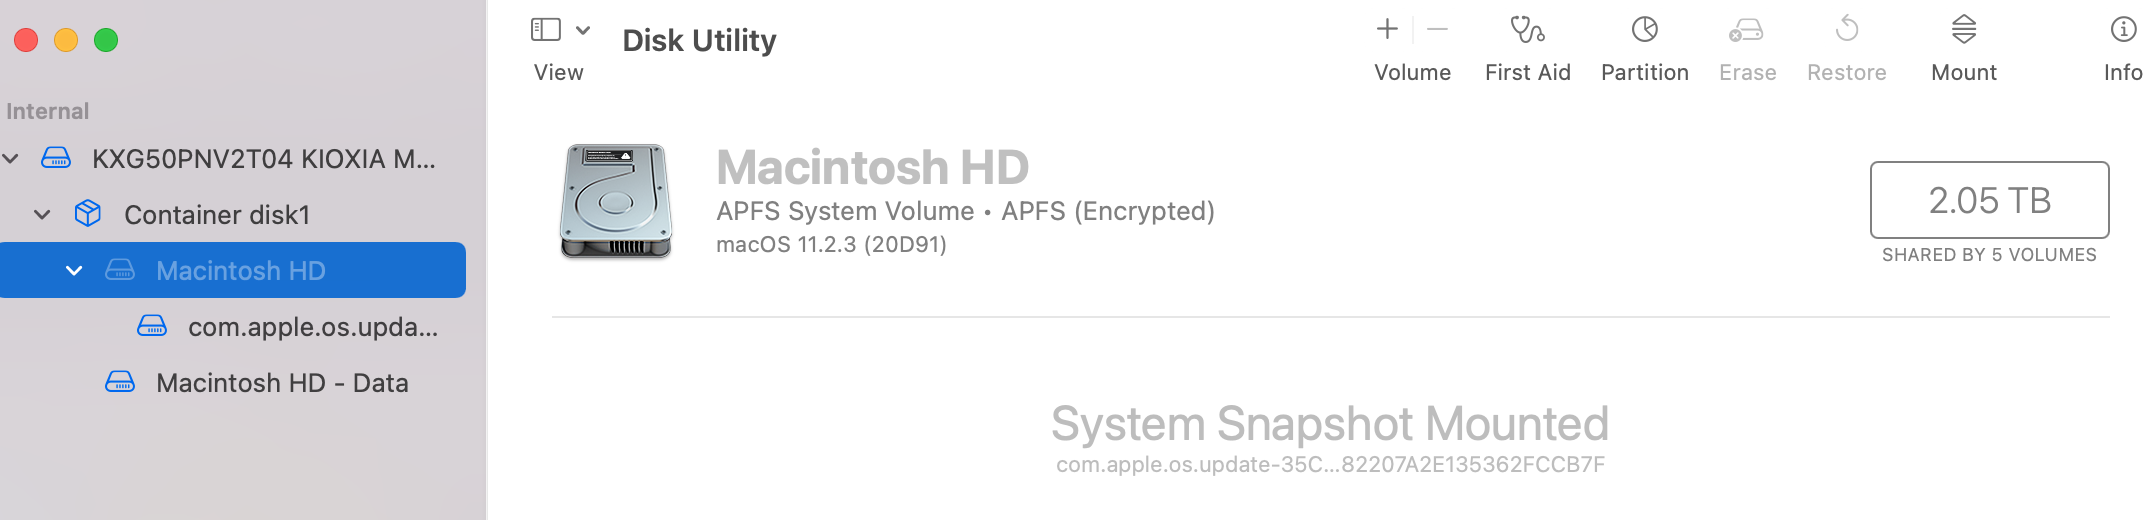 Disk Utility
View
Volume
First Aid
Partition
Erase
Restore
Mount
Info
Internal
KXG50PNV2T04 KIOXIA M...
Container disk1
Macintosh HD
com.apple.os.upda...
Macintosh HD - Data
Macintosh HD
APFS System Volume • APFS (Encrypted)
macOS 11.2.3 (20D91)
2.05 TB
SHARED BY 5 VOLUMES
System Snapshot Mounted
com.apple.os.update-35C...82207A2E135362FCCB7F